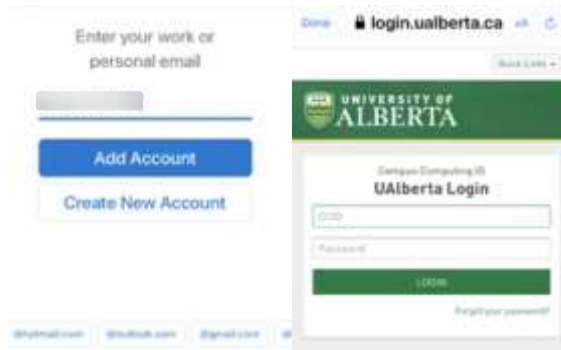 Enter your work or
personal email
Add Account
Create New Account
@hotmail.com @outlook.com @gmail.com @
Done login.ualberta.ca AA
Quick Links
UNIVERSITY OF
ALBERTA
Campus Computing ID
UAlberta Login
CCID
Password
LOGIN
Forgot your password?